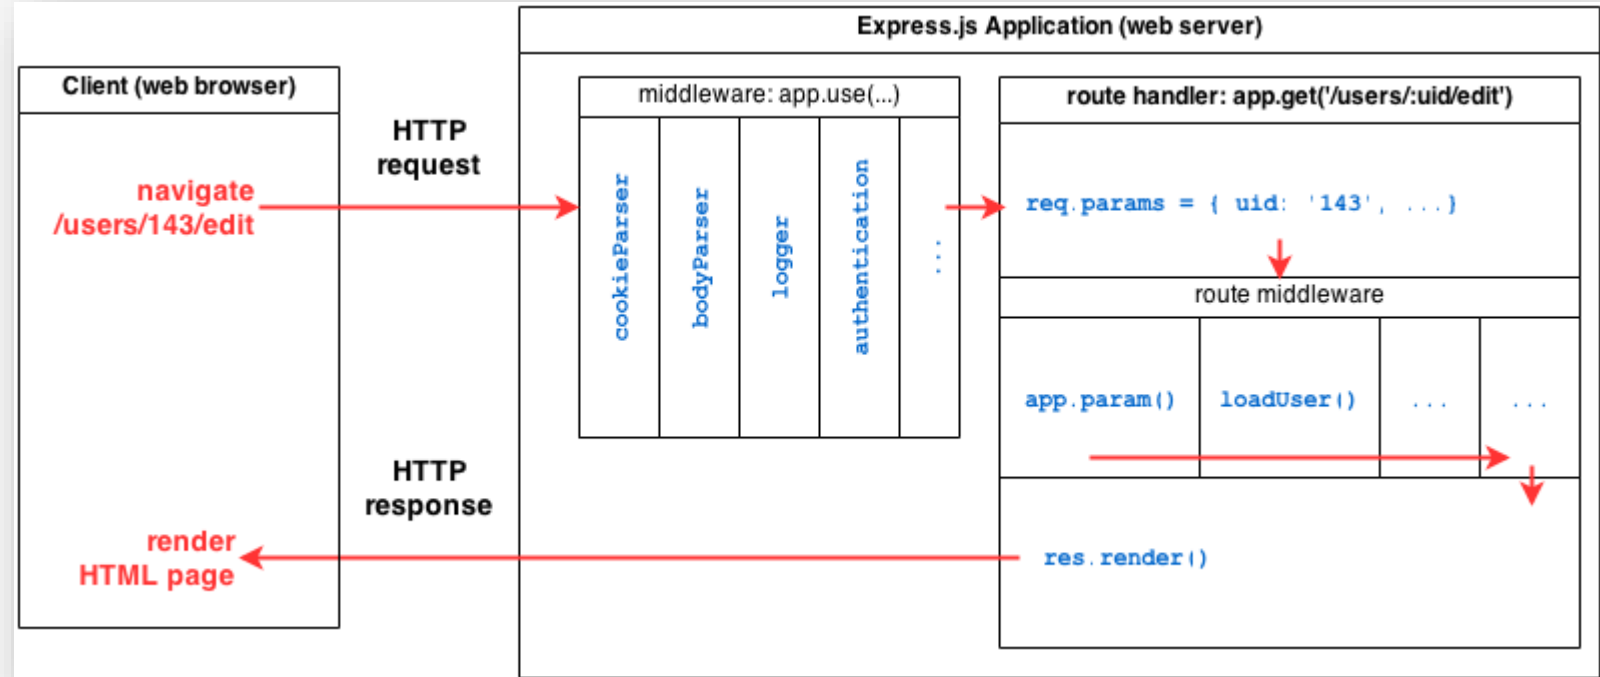 Express.js Application (web server)
Client (web browser)
middleware: app.use(...)
route handler: app.get('/users/:uid/edit')
HTTP
request
navigate
/users/143/edit
cookieParser
bodyParser
logger
authentication
...
req.params = { uid: '143', ...}
route middleware
app.param()
loadUser()
...
...
HTTP
response
render
HTML page
res.render()